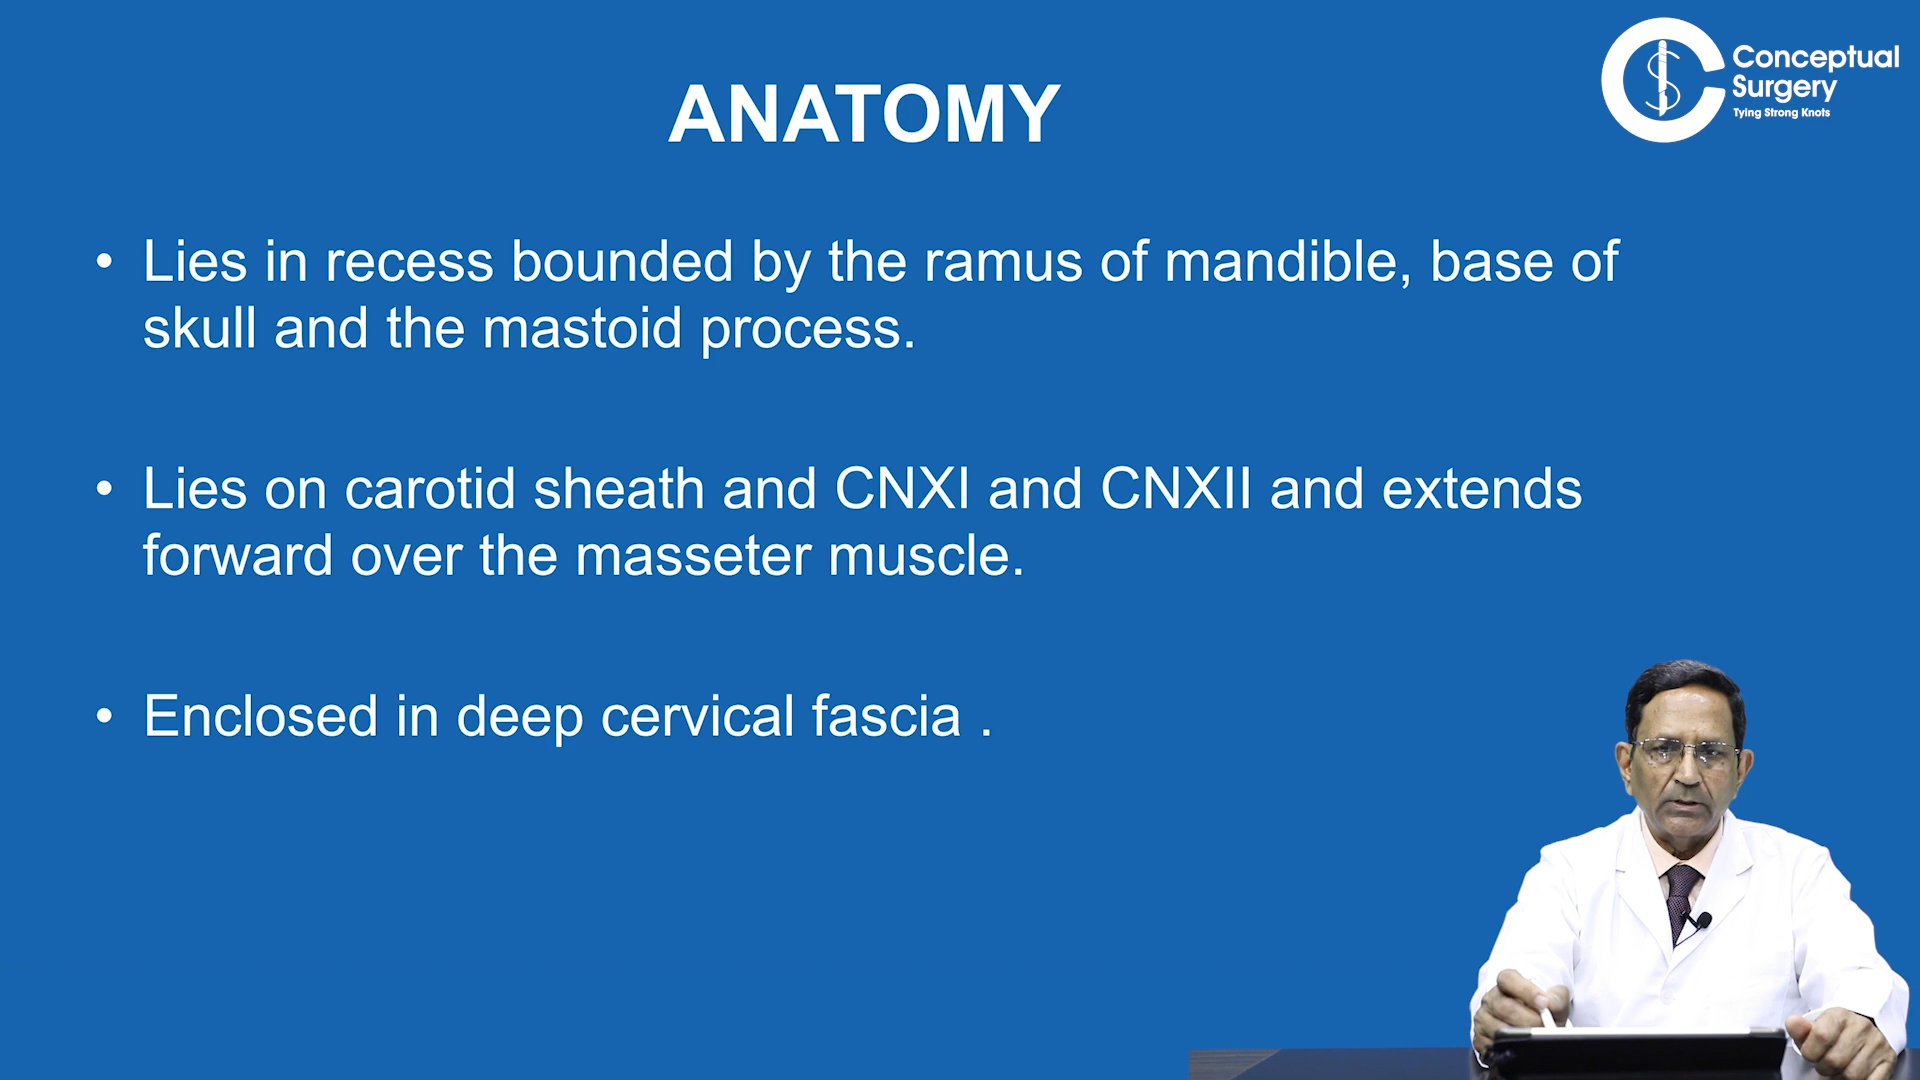 Conceptual
Surgery
Tying Strong Knots
ANATOMY
• Lies in recess bounded by the ramus of mandible, base of
skull and the mastoid process.
• Lies on carotid sheath and CNXI and CNXII and extends
forward over the masseter muscle.
• Enclosed in deep cervical fascia .